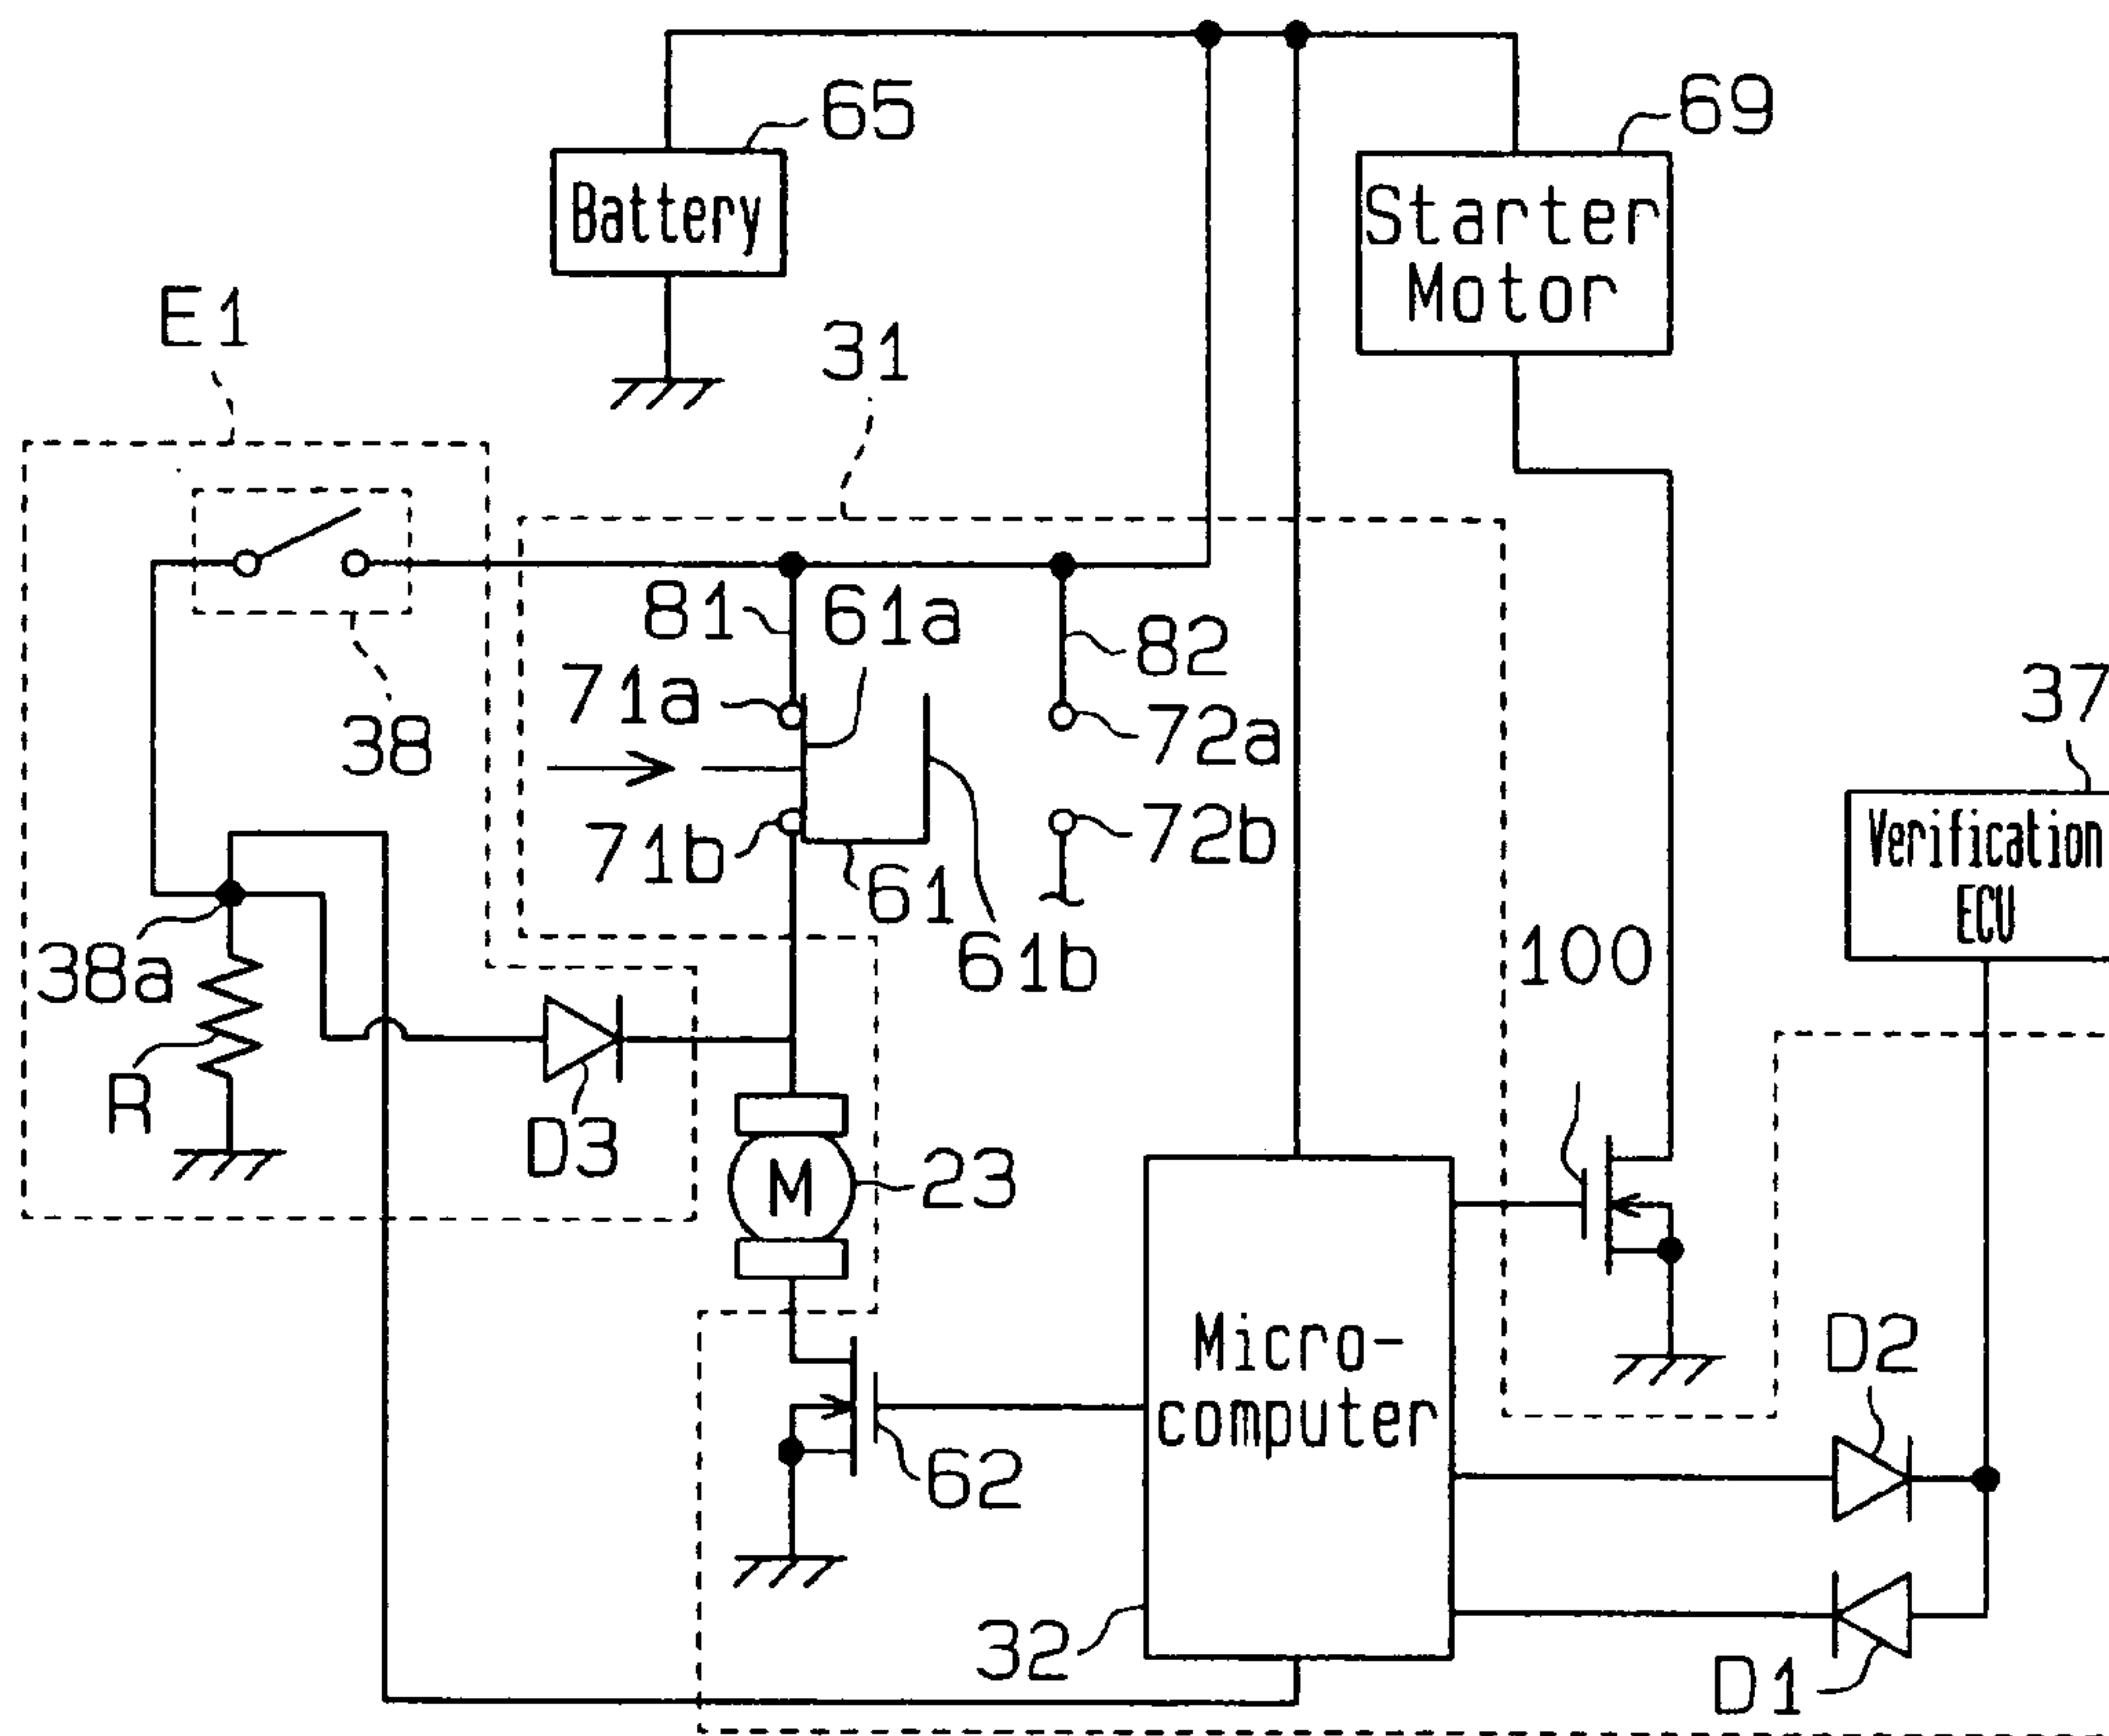 65
69
Battery
Starter
Motor
E1
31
81
61a
82
71a
72a
38
37
71b
72b
Verification
ECU
61
61b
100
38a
R
D3
M
23
Micro-
computer
D2
62
32
D1